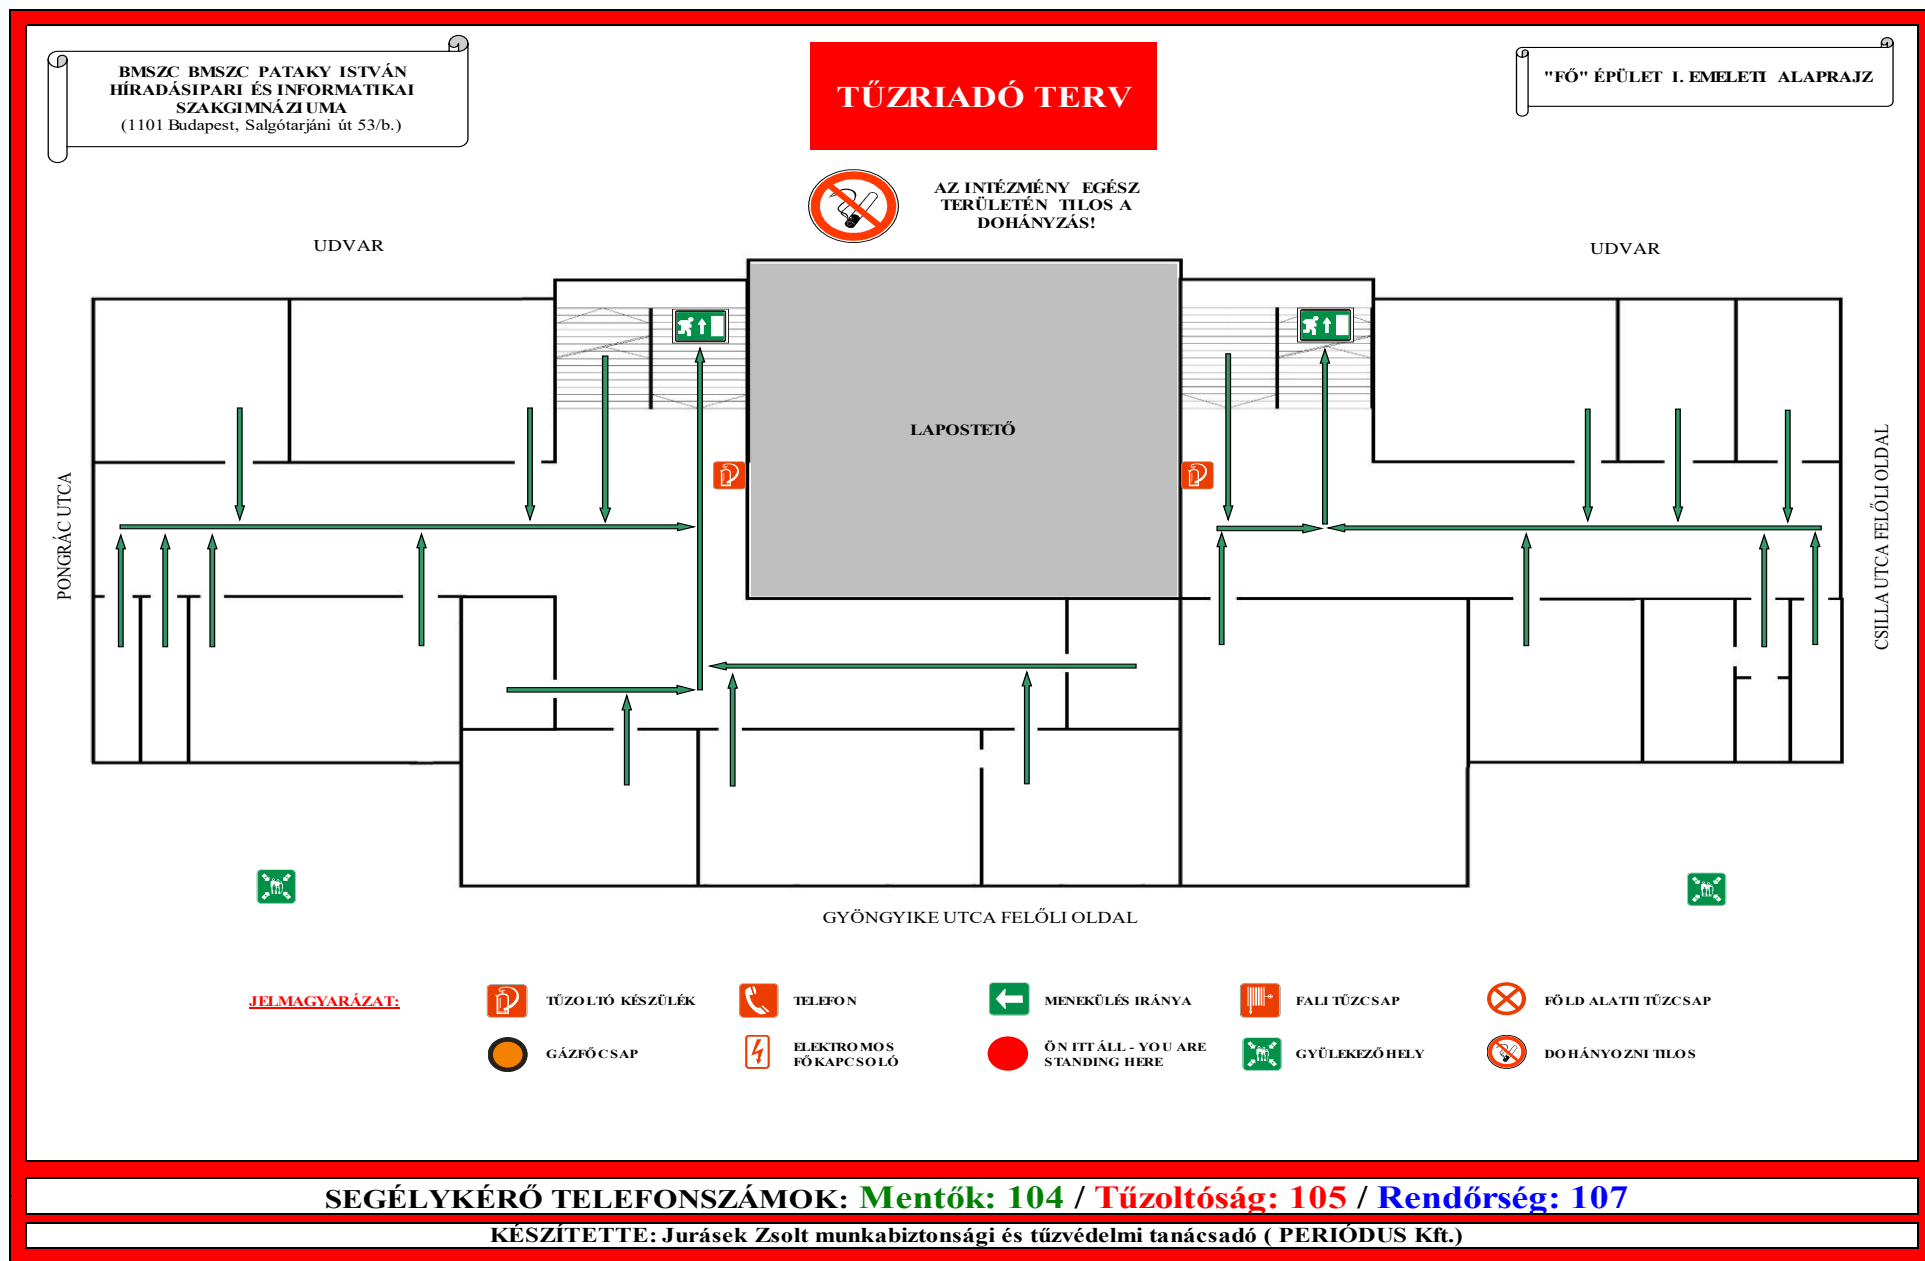 BMSZC BMSZC PATAKY ISTVÁN
HÍRADÁSIPARI ÉS INFORMATIKAI
SZAKGIMNÁZIUMA
(1101 Budapest, Salgótarjáni út 53/b.)
TŰZRIADÓ TERV
"FŐ" ÉPÜLET I. EMELETI ALAPRAJZ
AZ INTÉZMÉNY EGÉSZ
TERÜLETÉN TILOS A
DOHÁNYZÁS!
UDVAR
UDVAR
LAPOSTETŐ
PONGRÁC UTCA
CSILLA UTCA FELŐLI OLDAL
GYÖNGYIKE UTCA FELŐLI OLDAL
JELMAGYARÁZAT:
TŰZOLTÓ KÉSZÜLÉK
TELEFON
MENEKÜLÉS IRÁNYA
FALI TŰZCSAP
FÖLD ALATTI TŰZCSAP
GÁZFŐCSAP
ELEKTROMOS
FŐKAPCSOLÓ
ÖN ITT ÁLL - YOU ARE
STANDING HERE
GYÜLEKEZŐHELY
DOHÁNYOZNI TILOS
SEGÉLYKÉRŐ TELEFONSZÁMOK: Mentők: 104 / Tűzoltóság: 105 / Rendőrség: 107
KÉSZÍTETTE: Jurásek Zsolt munkabiztonsági és tűzvédelmi tanácsadó ( PERIÓDUS Kft.)